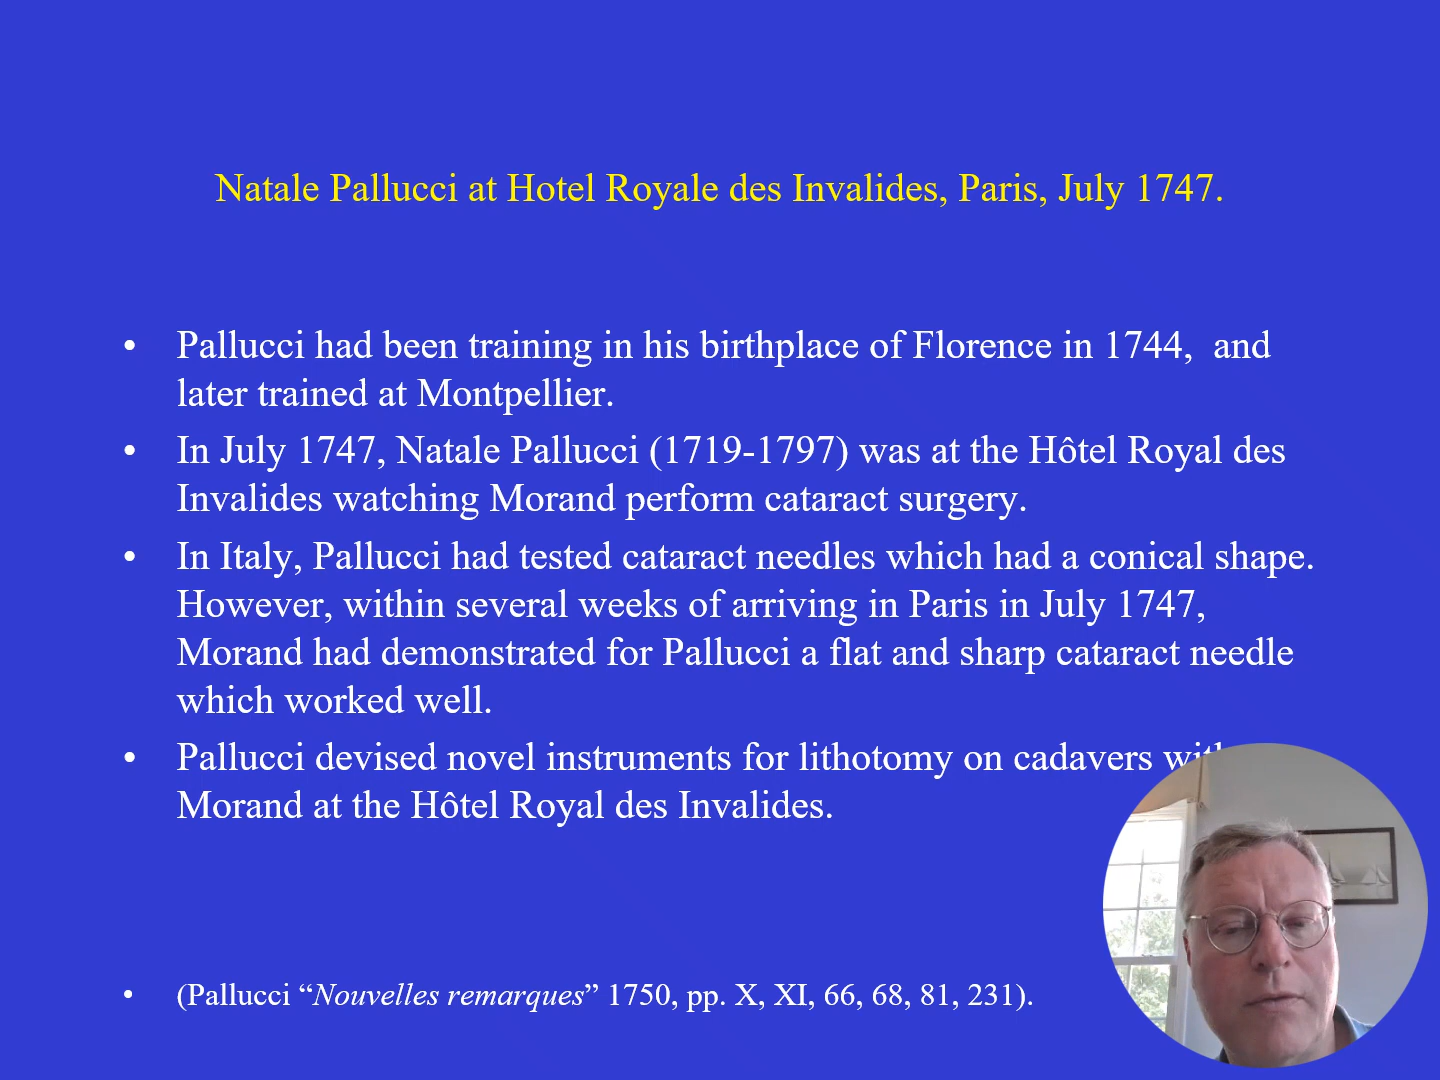 Natale Pallucci at Hotel Royale des Invalides, Paris, July 1747.
• Pallucci had been training in his birthplace of Florence in 1744,  and
later trained at Montpellier.
• In July 1747, Natale Pallucci (1719-1797) was at the Hôtel Royal des
Invalides watching Morand perform cataract surgery.
• In Italy, Pallucci had tested cataract needles which had a conical shape.
However, within several weeks of arriving in Paris in July 1747,
Morand had demonstrated for Pallucci a flat and sharp cataract needle
which worked well.
• Pallucci devised novel instruments for lithotomy on cadavers with
Morand at the Hôtel Royal des Invalides.
• (Pallucci “Nouvelles remarques” 1750, pp. X, XI, 66, 68, 81, 231).